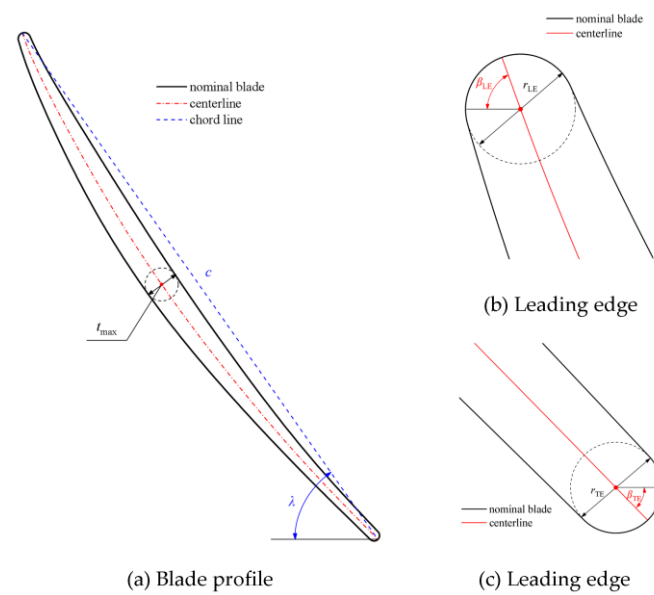 nominal blade
centerline
chord line
c
t_max
λ
(a) Blade profile
nominal blade
centerline
β_LE
r_LE
(b) Leading edge
r_TE
β_TE
nominal blade
centerline
(c) Leading edge